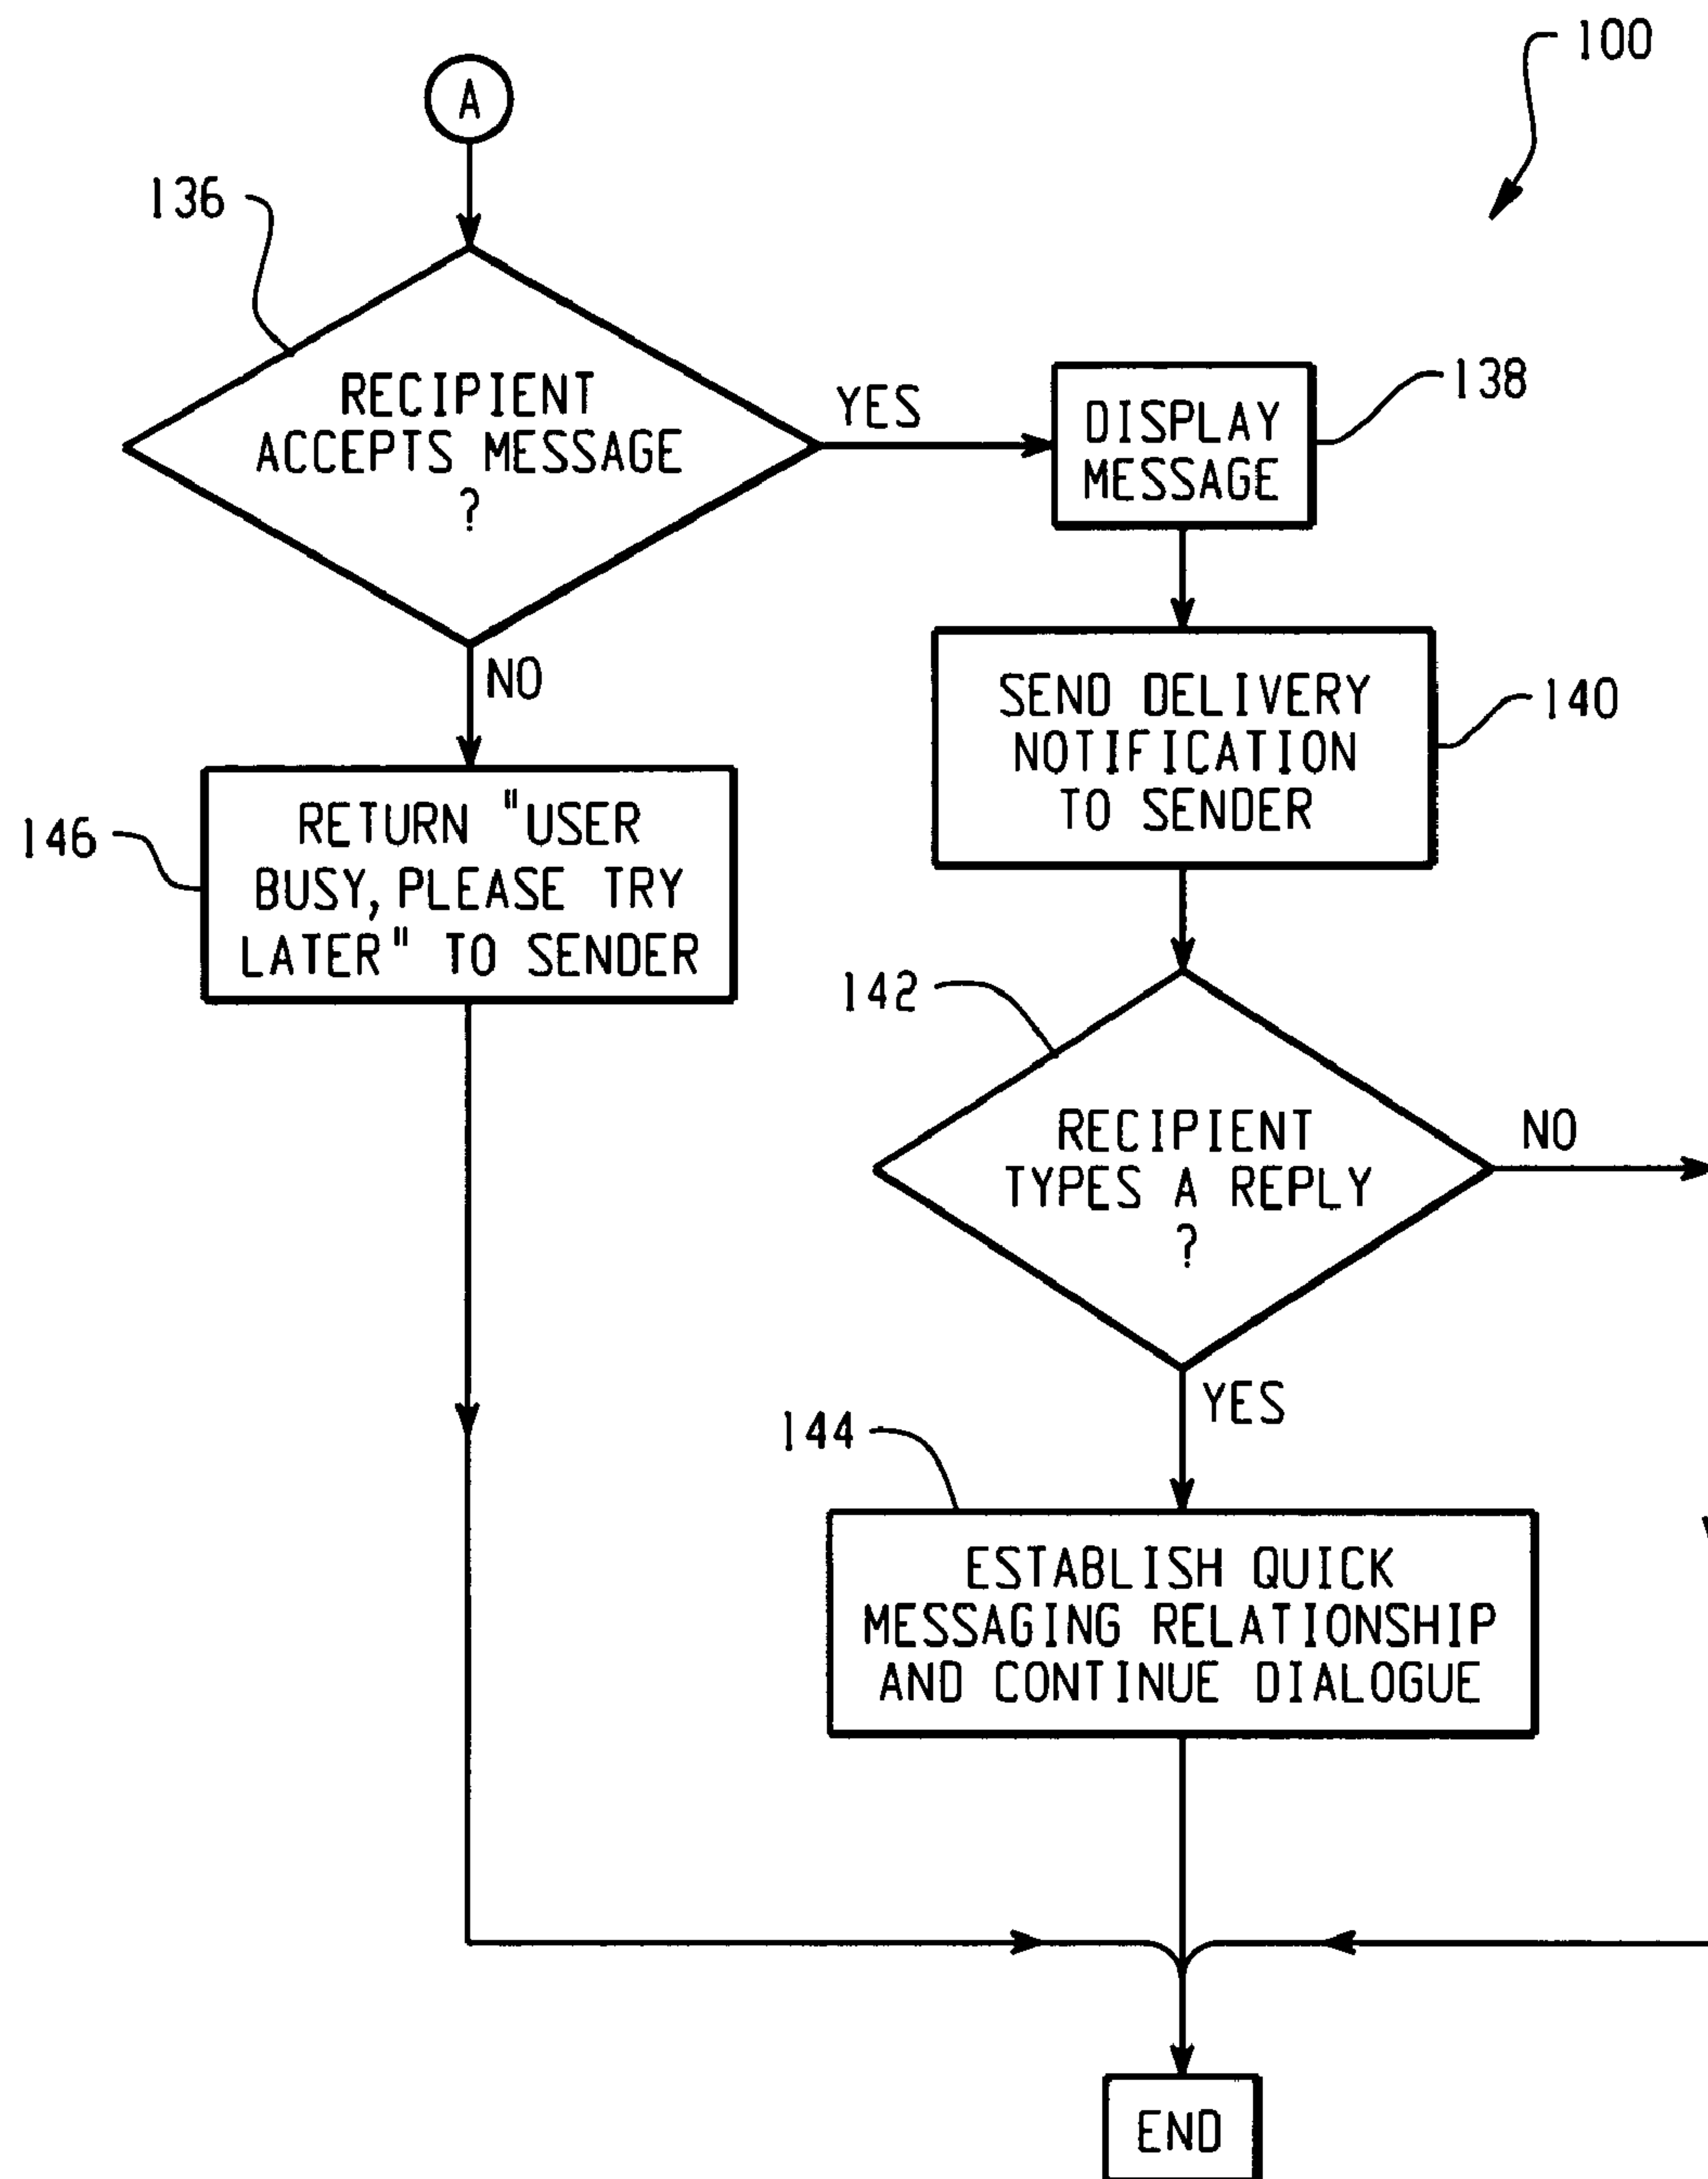 100
A
136
RECIPIENT
ACCEPTS MESSAGE
?
YES
DISPLAY
MESSAGE
138
NO
SEND DELIVERY
NOTIFICATION
TO SENDER
140
146
RETURN "USER
BUSY, PLEASE TRY
LATER" TO SENDER
142
RECIPIENT
TYPES A REPLY
?
NO
YES
144
ESTABLISH QUICK
MESSAGING RELATIONSHIP
AND CONTINUE DIALOGUE
END